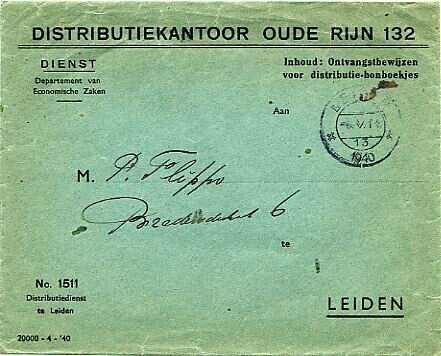 DISTRIBUTIEKANTOOR OUDE RIJN 132
DIENST
Departement van
Economische Zaken
Inhoud: Ontvangstbewijzen
voor distributie-bonboekjes
Aan
13
1940
M. P. Flippo
6
te
No. 1511
Distributiedienst
te Leiden
LEIDEN
20000 - 4 - '40